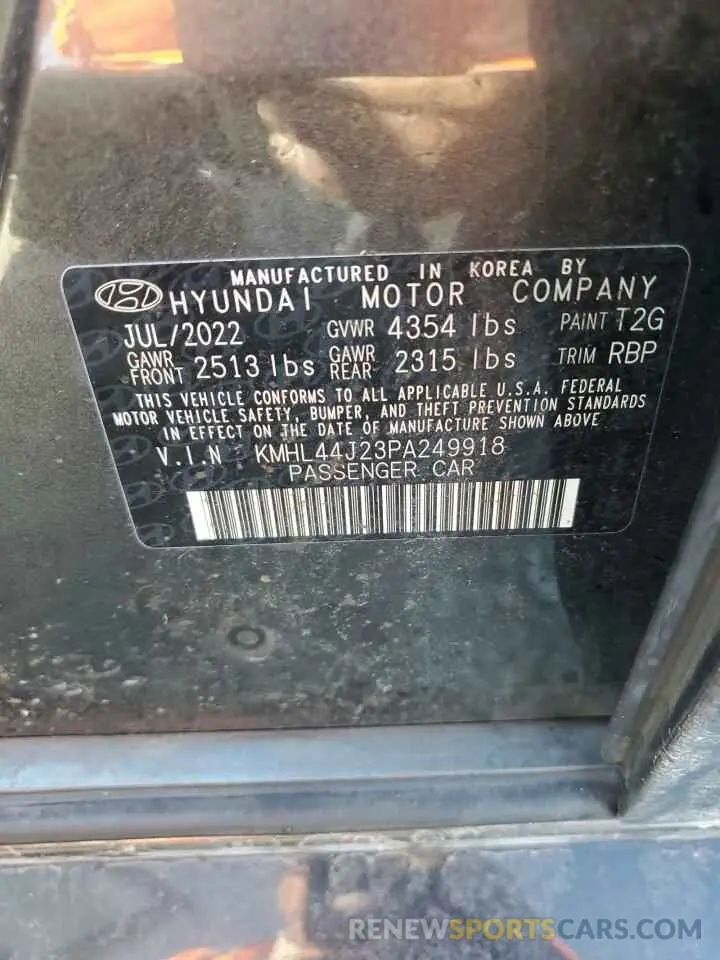 MANUFACTURED IN KOREA BY
HYUNDAI MOTOR COMPANY
JUL/2022 GVWR 4354 lbs PAINT T2G
GAWR FRONT 2513 lbs GAWR REAR 2315 lbs TRIM RBP
THIS VEHICLE CONFORMS TO ALL APPLICABLE U.S.A. FEDERAL
MOTOR VEHICLE SAFETY, BUMPER, AND THEFT PREVENTION STANDARDS
IN EFFECT ON THE DATE OF MANUFACTURE SHOWN ABOVE
V.I.N : KMHL44J23PA249918
PASSENGER CAR
RENEWSPORTSCARS.COM